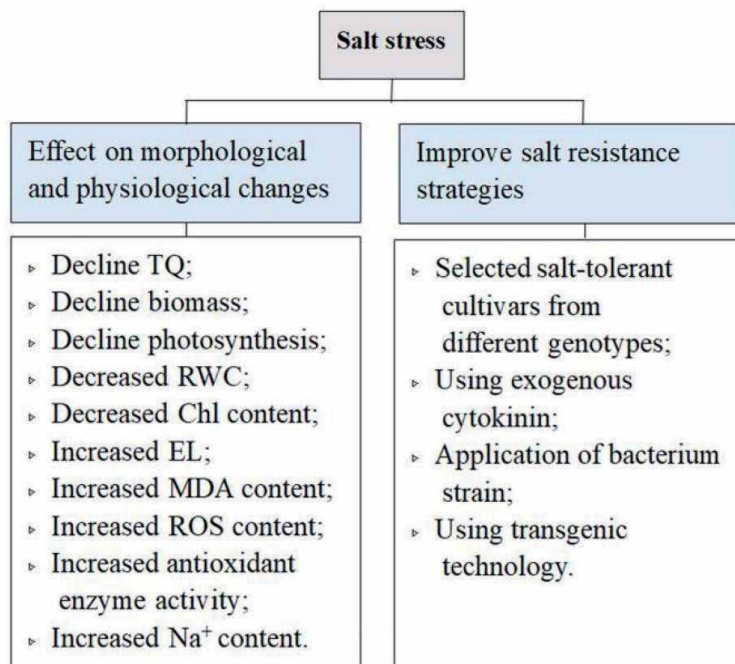 Salt stress
Effect on morphological
and physiological changes
Decline TQ;
Decline biomass;
Decline photosynthesis;
Decreased RWC;
Decreased Chl content;
Increased EL;
Increased MDA content;
Increased ROS content;
Increased antioxidant
enzyme activity;
Increased Na⁺ content.
Improve salt resistance
strategies
Selected salt-tolerant
cultivars from
different genotypes;
Using exogenous
cytokinin;
Application of bacterium
strain;
Using transgenic
technology.